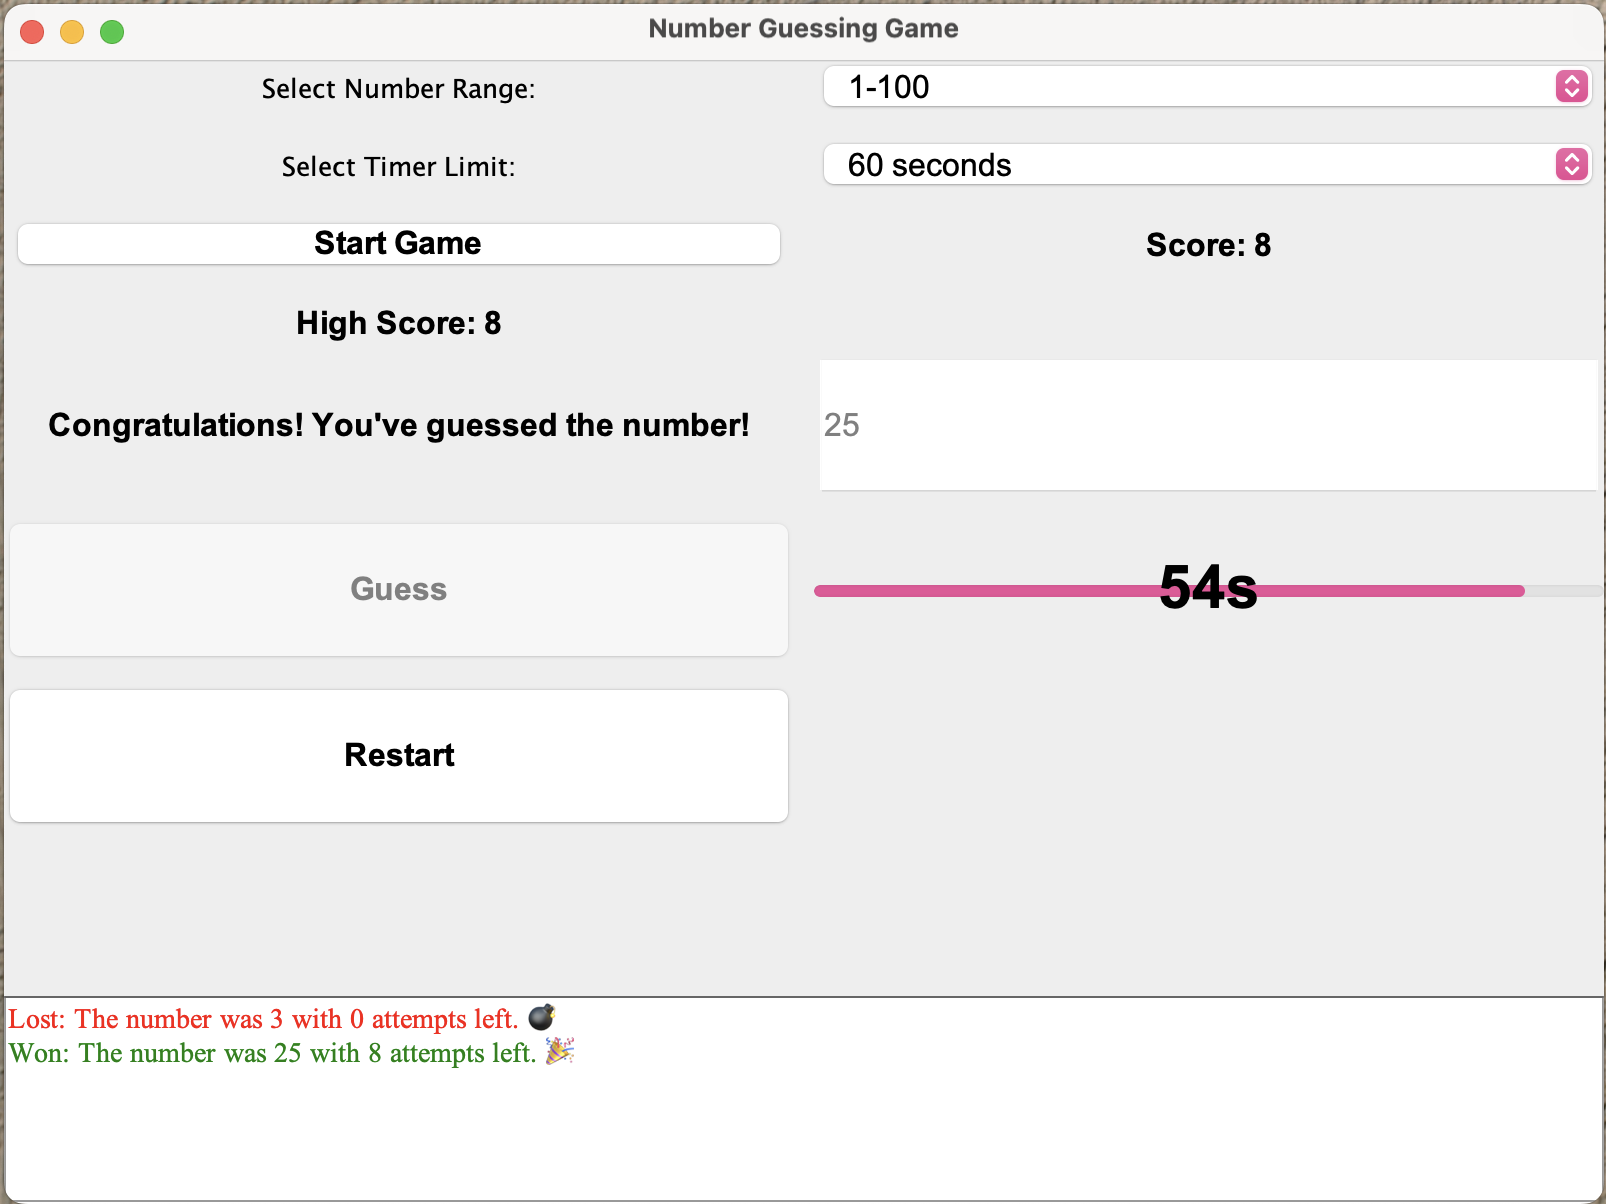 Number Guessing Game
Select Number Range:
1-100
Select Timer Limit:
60 seconds
Start Game
Score: 8
High Score: 8
Congratulations! You've guessed the number!
25
Guess
54s
Restart
Lost: The number was 3 with 0 attempts left. 💣
Won: The number was 25 with 8 attempts left. 🎉